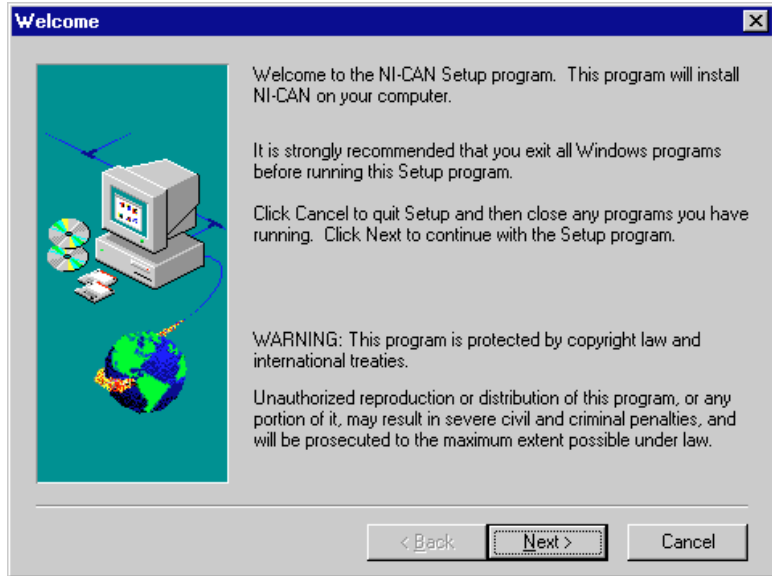 Welcome
Welcome to the NI-CAN Setup program. This program will install
NI-CAN on your computer.
It is strongly recommended that you exit all Windows programs
before running this Setup program.
Click Cancel to quit Setup and then close any programs you have
running. Click Next to continue with the Setup program.
WARNING: This program is protected by copyright law and
international treaties.
Unauthorized reproduction or distribution of this program, or any
portion of it, may result in severe civil and criminal penalties, and
will be prosecuted to the maximum extent possible under law.
< Back Next > Cancel